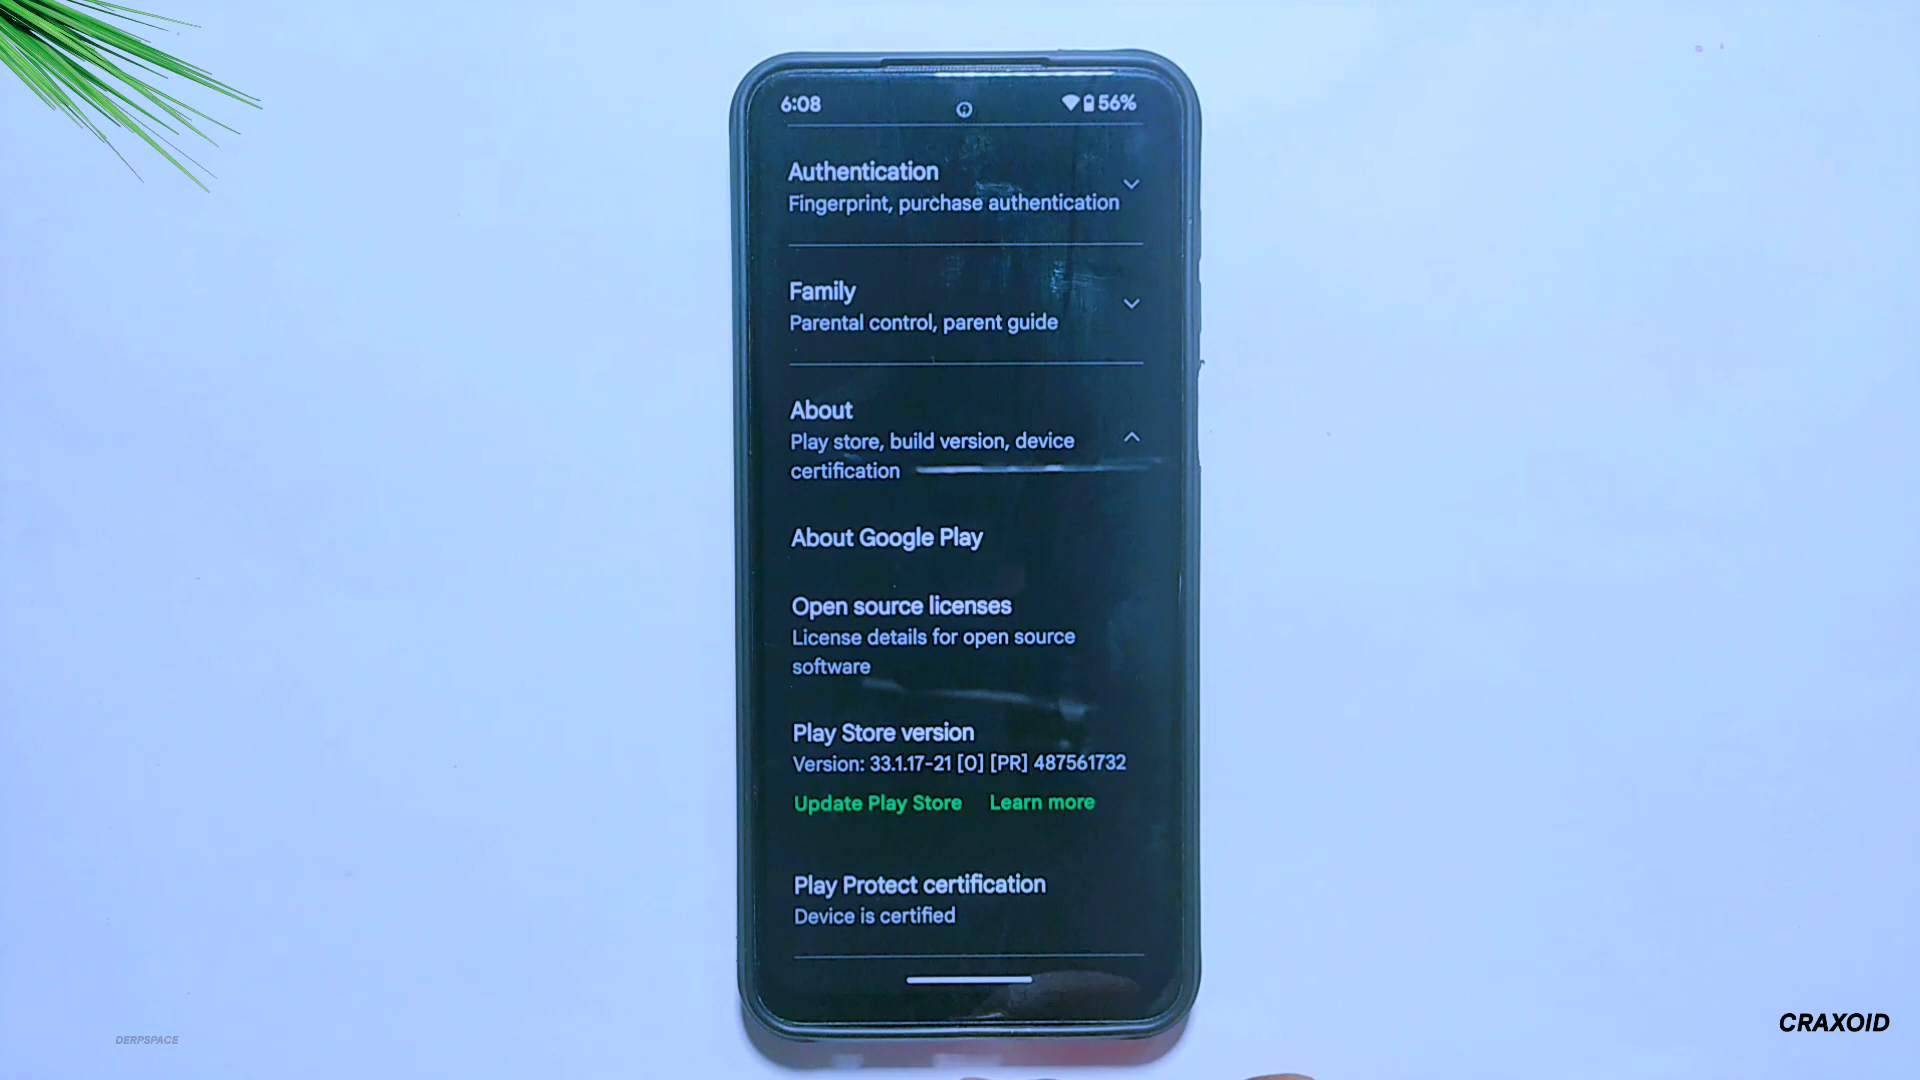 6:08
56%
Authentication
Fingerprint, purchase authentication
Family
Parental control, parent guide
About
Play store, build version, device
certification
About Google Play
Open source licenses
License details for open source
software
Play Store version
Version: 33.1.17-21 [0] [PR] 487561732
Update Play Store Learn more
Play Protect certification
Device is certified
DERPSPACE
CRAXOID